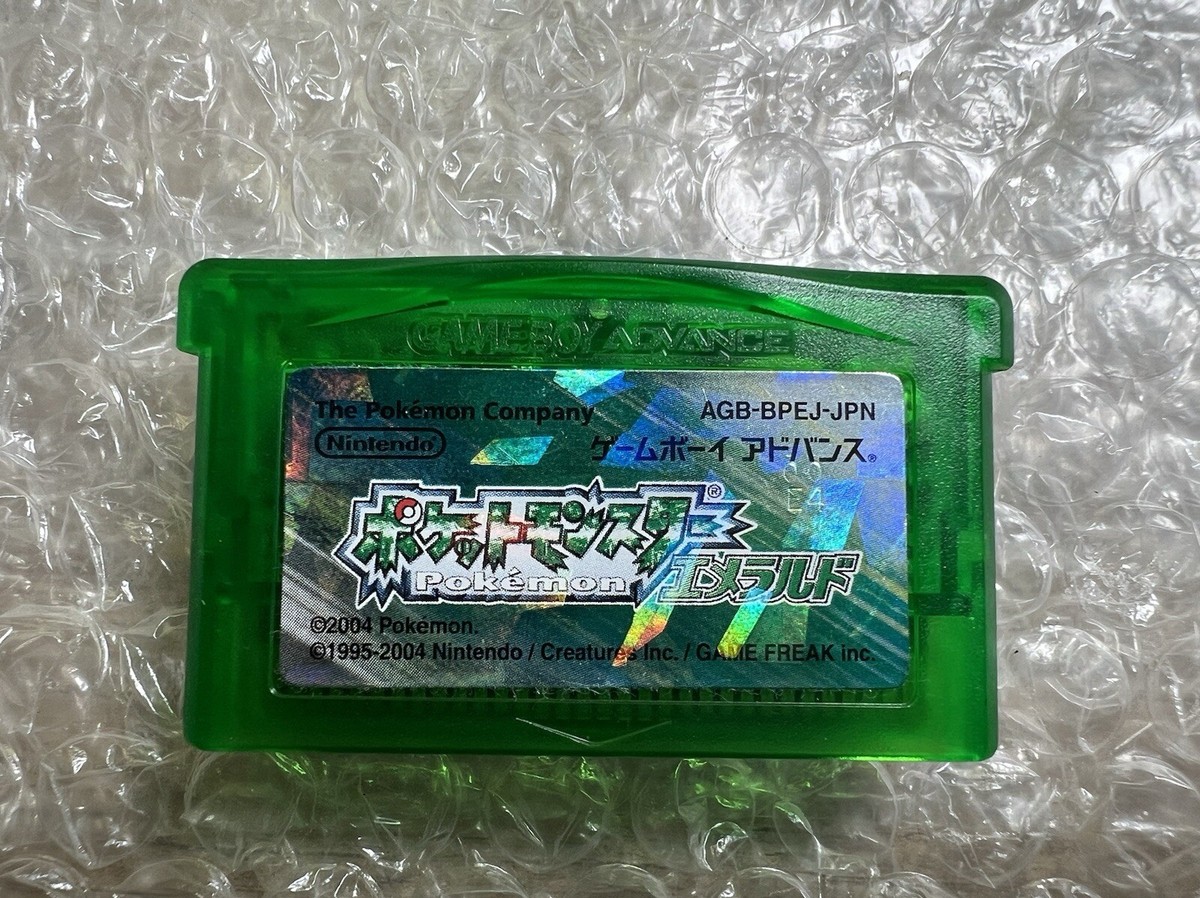 GAME BOY ADVANCE
The Pokémon Company AGB-BPEJ-JPN
Nintendo® ゲームボーイ アドバンス®
ポケットモンスター®
Pokémon エメラルド
©2004 Pokémon.
©1995-2004 Nintendo / Creatures Inc. / GAME FREAK inc.